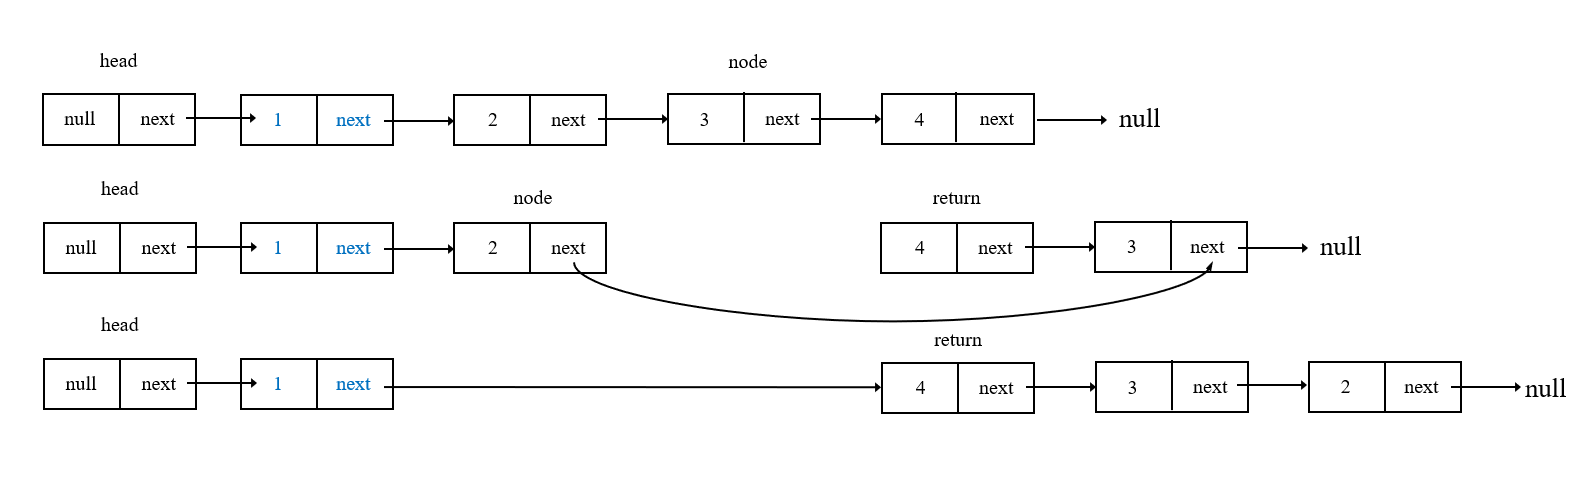 head node
null next 1 next 2 next 3 next 4 next null
head node return
null next 1 next 2 next 4 next 3 next null
head return
null next 1 next 4 next 3 next 2 next null